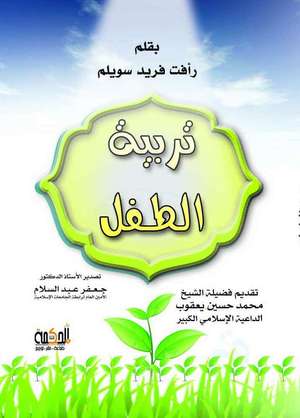 بقلم
رأفت فريد سويلم
تربية
الطفل
تصدير الأستاذ الدكتور
جعفر عبد السلام
الأمين العام لرابطة الجامعات الإسلامية
تقديم فضيلة الشيخ
محمد حسين يعقوب
الداعية الإسلامي الكبير